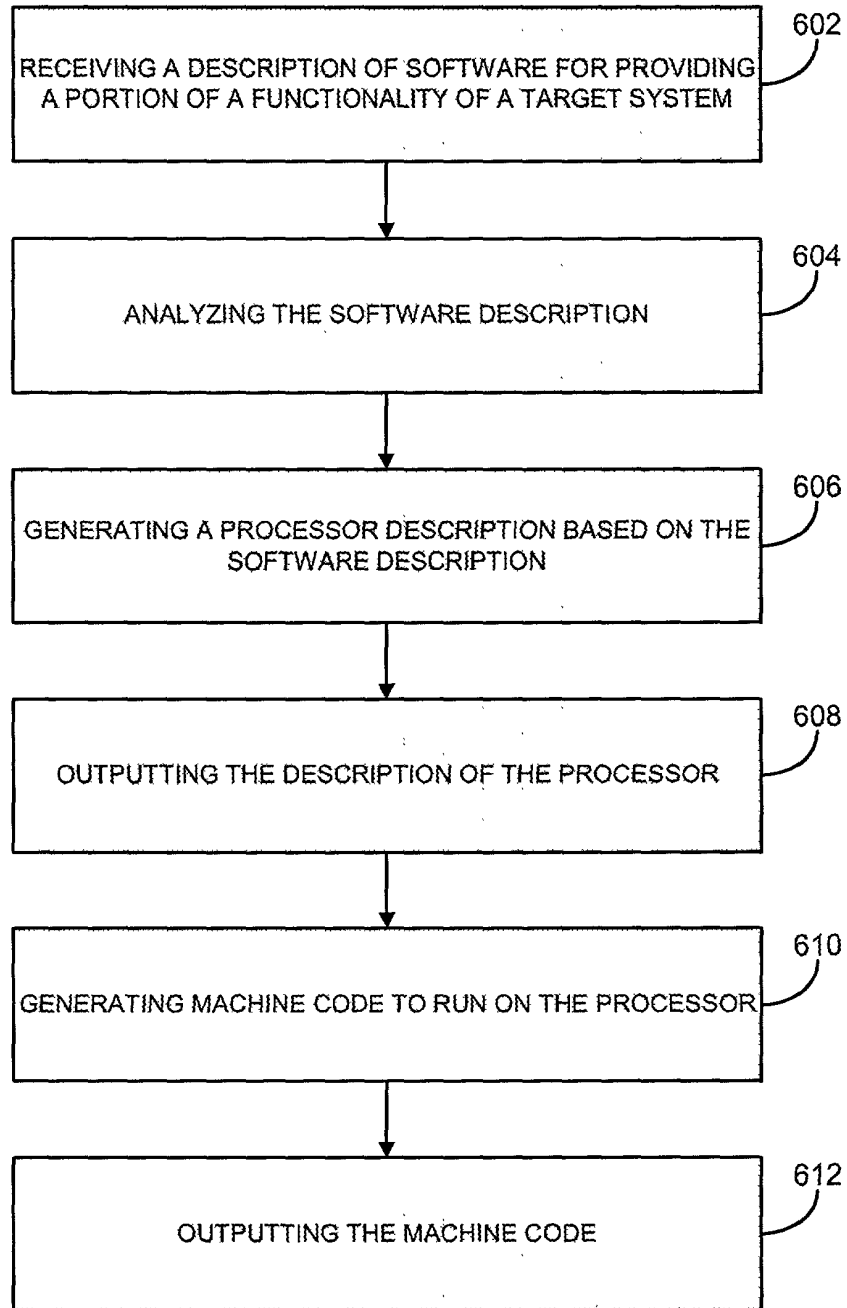 602
RECEIVING A DESCRIPTION OF SOFTWARE FOR PROVIDING
A PORTION OF A FUNCTIONALITY OF A TARGET SYSTEM
604
ANALYZING THE SOFTWARE DESCRIPTION
606
GENERATING A PROCESSOR DESCRIPTION BASED ON THE
SOFTWARE DESCRIPTION
608
OUTPUTTING THE DESCRIPTION OF THE PROCESSOR
610
GENERATING MACHINE CODE TO RUN ON THE PROCESSOR
612
OUTPUTTING THE MACHINE CODE